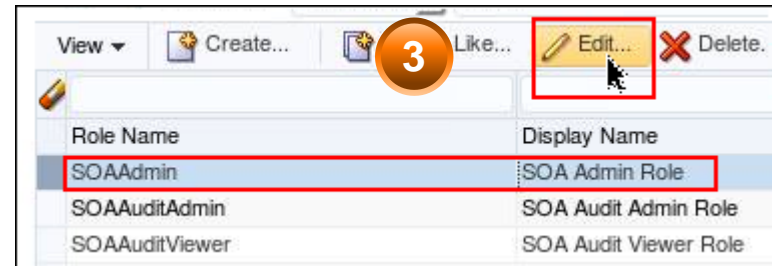 View Create... 3 Like... Edit... Delete.
Role Name Display Name
SOAAdmin SOA Admin Role
SOAAuditAdmin SOA Audit Admin Role
SOAAuditViewer SOA Audit Viewer Role